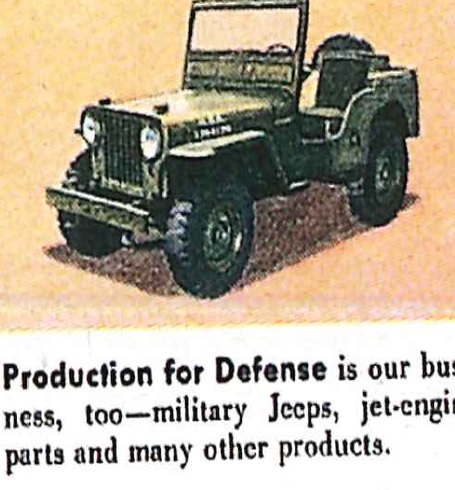 Production for Defense is our bus
ness, too—military Jeeps, jet-engi
parts and many other products.